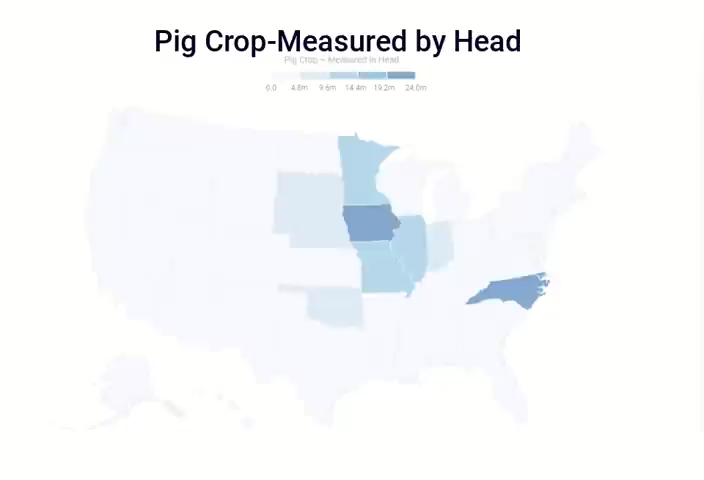 Pig Crop-Measured by Head
Pig Crop – Measured in Head
0.0 4.8m 9.6m 14.4m 19.2m 24.0m